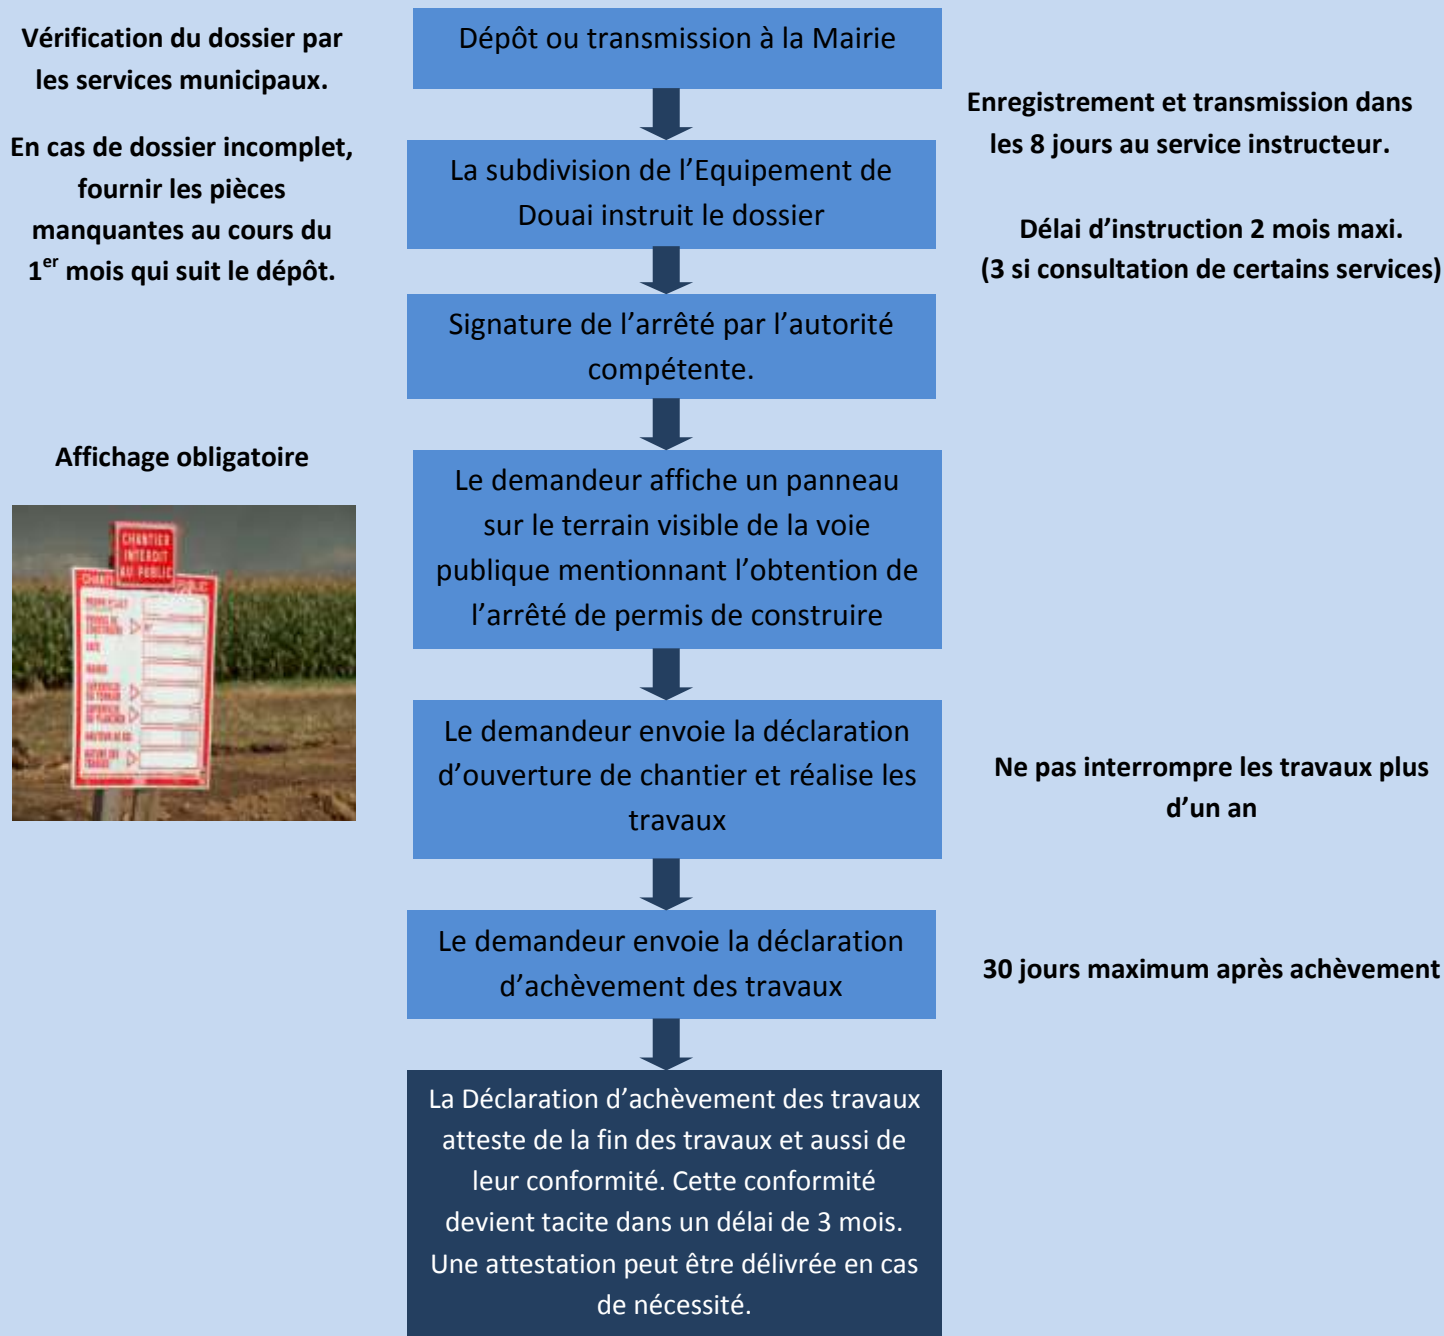 Vérification du dossier par
les services municipaux.
Dépôt ou transmission à la Mairie
Enregistrement et transmission dans
les 8 jours au service instructeur.
En cas de dossier incomplet,
fournir les pièces
manquantes au cours du
1er mois qui suit le dépôt.
La subdivision de l’Equipement de
Douai instruit le dossier
Délai d’instruction 2 mois maxi.
(3 si consultation de certains services)
Signature de l’arrêté par l’autorité
compétente.
Affichage obligatoire
CHANTIER
INTERDIT
AU PUBLIC
DATE
MAIRIE
Le demandeur affiche un panneau
sur le terrain visible de la voie
publique mentionnant l’obtention de
l’arrêté de permis de construire
Le demandeur envoie la déclaration
d’ouverture de chantier et réalise les
travaux
Ne pas interrompre les travaux plus
d’un an
Le demandeur envoie la déclaration
d’achèvement des travaux
30 jours maximum après achèvement
La Déclaration d’achèvement des travaux
atteste de la fin des travaux et aussi de
leur conformité. Cette conformité
devient tacite dans un délai de 3 mois.
Une attestation peut être délivrée en cas
de nécessité.